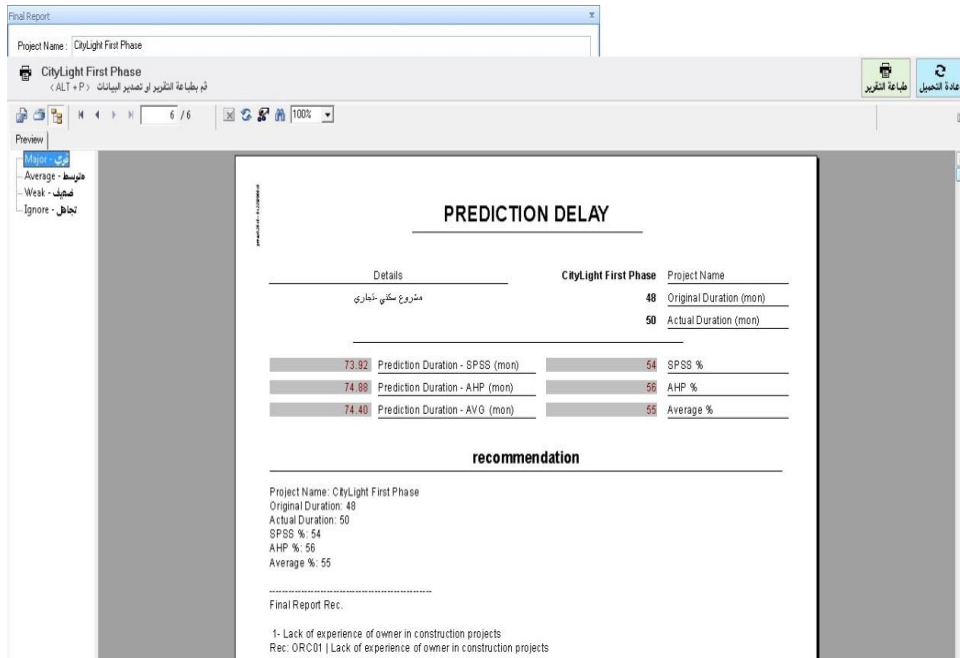 Final Report
Project Name : CityLight First Phase
CityLight First Phase
قم بطباعة التقرير او تصدير البيانات < ALT + P >
طباعة التقرير
عادة التحميل
6 / 6
100%
Preview
Major - قوي
Average - متوسط
Weak - ضعيف
Ignore - تجاهل
PREDICTION DELAY
Details
CityLight First Phase Project Name
مشروع سكني -تجاري
48 Original Duration (mon)
50 Actual Duration (mon)
73.92 Prediction Duration - SPSS (mon) 54 SPSS %
74.88 Prediction Duration - AHP (mon) 56 AHP %
74.40 Prediction Duration - AVG (mon) 55 Average %
recommendation
Project Name: CityLight First Phase
Original Duration: 48
Actual Duration: 50
SPSS %: 54
AHP %: 56
Average %: 55
--------------------------------------------------
Final Report Rec.
1- Lack of experience of owner in construction projects
Rec: ORC01 | Lack of experience of owner in construction projects